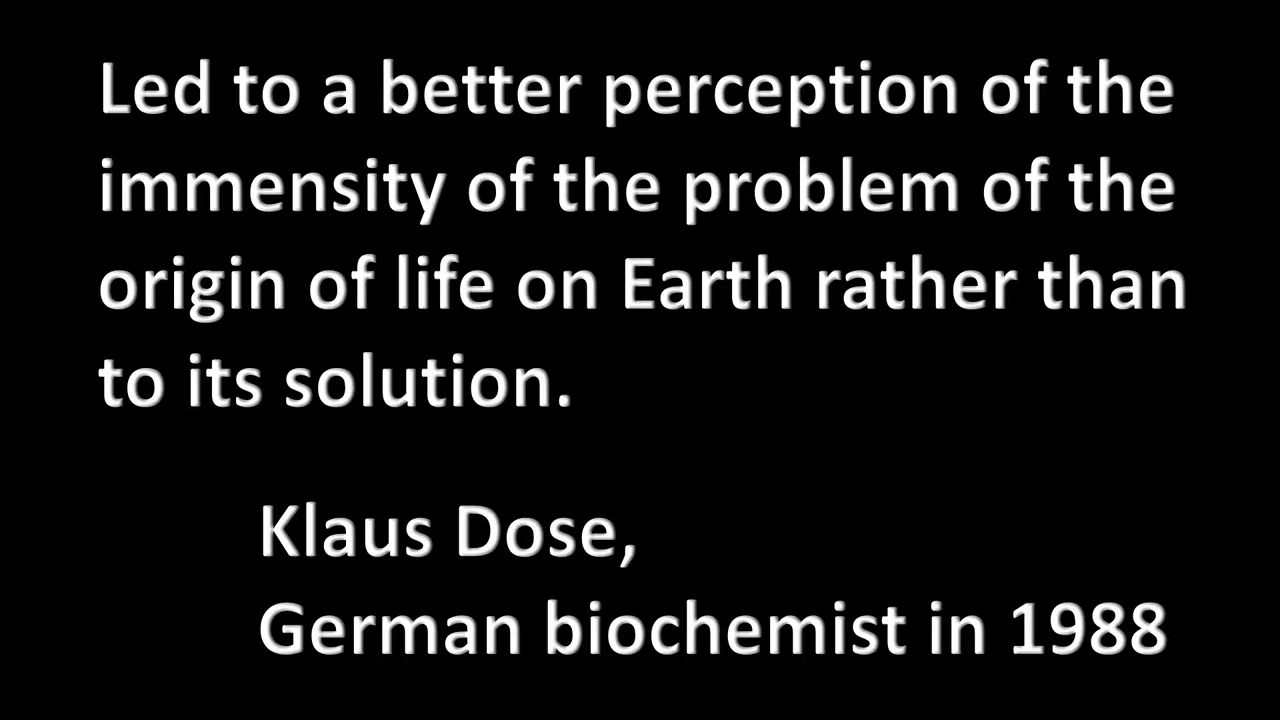 Led to a better perception of the
immensity of the problem of the
origin of life on Earth rather than
to its solution.
Klaus Dose,
German biochemist in 1988